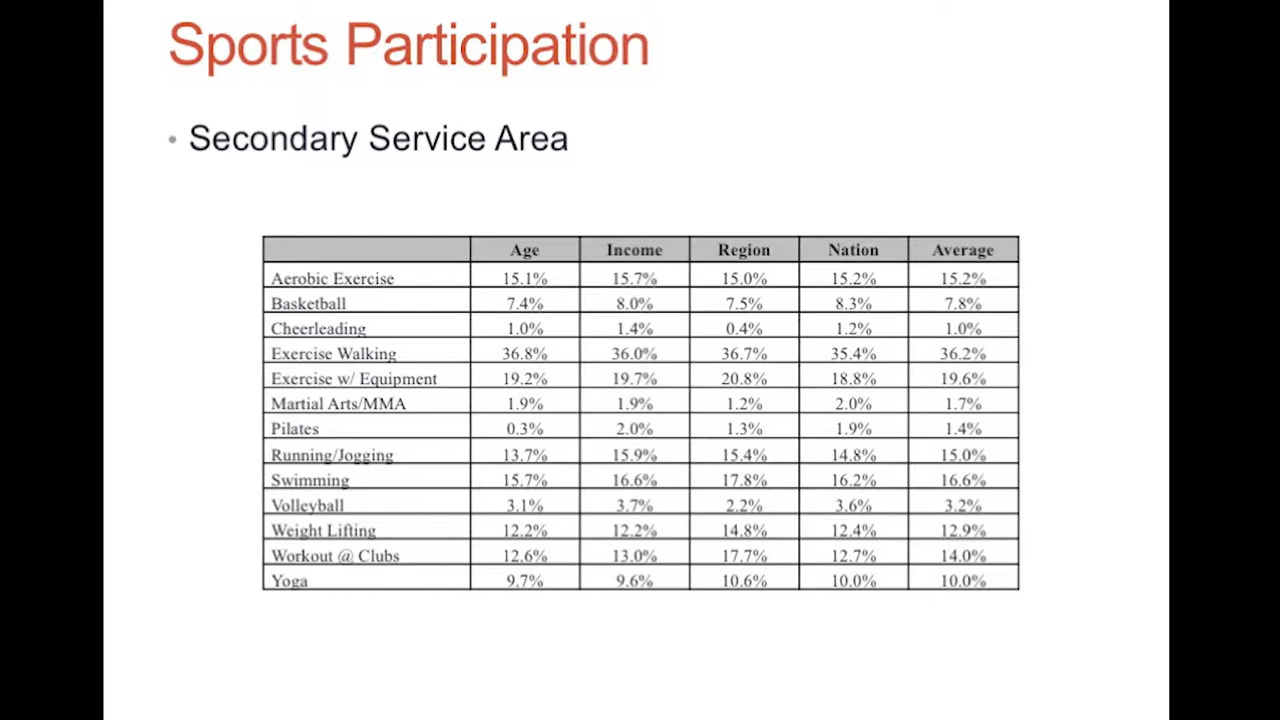 Sports Participation
• Secondary Service Area
Age Income Region Nation Average
Aerobic Exercise 15.1% 15.7% 15.0% 15.2% 15.2%
Basketball 7.4% 8.0% 7.5% 8.3% 7.8%
Cheerleading 1.0% 1.4% 0.4% 1.2% 1.0%
Exercise Walking 36.8% 36.0% 36.7% 35.4% 36.2%
Exercise w/ Equipment 19.2% 19.7% 20.8% 18.8% 19.6%
Martial Arts/MMA 1.9% 1.9% 1.2% 2.0% 1.7%
Pilates 0.3% 2.0% 1.3% 1.9% 1.4%
Running/Jogging 13.7% 15.9% 15.4% 14.8% 15.0%
Swimming 15.7% 16.6% 17.8% 16.2% 16.6%
Volleyball 3.1% 3.7% 2.2% 3.6% 3.2%
Weight Lifting 12.2% 12.2% 14.8% 12.4% 12.9%
Workout @ Clubs 12.6% 13.0% 17.7% 12.7% 14.0%
Yoga 9.7% 9.6% 10.6% 10.0% 10.0%